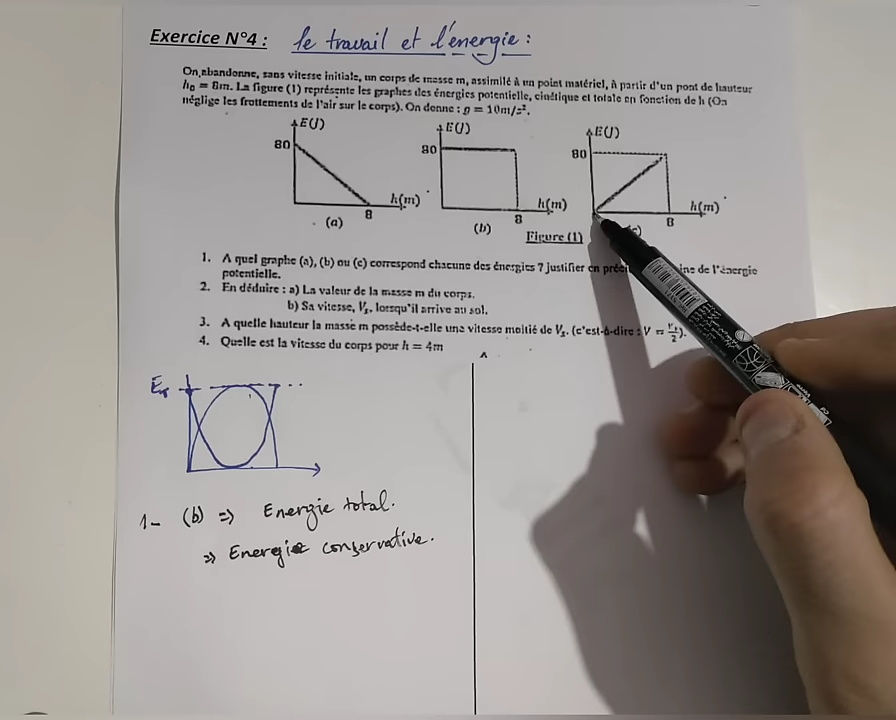 Exercice N°4 : le travail et l'énergie :
On abandonne, sans vitesse initiale, un corps de masse m, assimilé à un point matériel, à partir d'un pont de hauteur
h₀ = 8m. La figure (1) représente les graphes des énergies potentielle, cinétique et totale en fonction de h (On
néglige les frottements de l'air sur le corps). On donne : g = 10m/s².
E(J) E(J) E(J)
80 80 80
h(m) h(m) h(m)
8 8 8
(a) (b)
Figure (1)
1. A quel graphe (a), (b) ou (c) correspond chacune des énergies ? justifier en de l'énergie
potentielle.
2. En déduire : a) La valeur de la masse m du corps.
b) Sa vitesse, lorsqu'il arrive au sol.
3. A quelle hauteur la masse m possède-t-elle une vitesse moitié de (c'est-à-dire : V =
4. Quelle est la vitesse du corps pour h = 4m
1- (b) => Energie total.
=> Energie conservative.